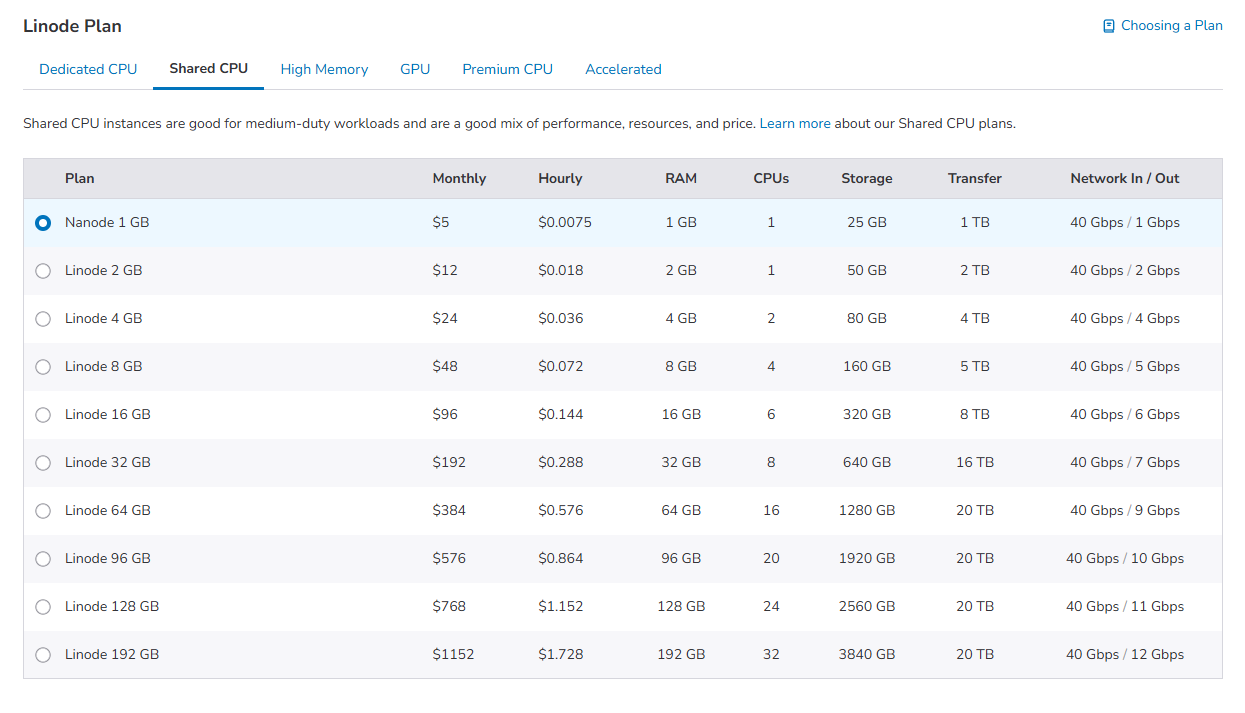 Linode Plan Choosing a Plan
Dedicated CPU Shared CPU High Memory GPU Premium CPU Accelerated
Shared CPU instances are good for medium-duty workloads and are a good mix of performance, resources, and price. Learn more about our Shared CPU plans.
Plan Monthly Hourly RAM CPUs Storage Transfer Network In / Out
Nanode 1 GB $5 $0.0075 1 GB 1 25 GB 1 TB 40 Gbps / 1 Gbps
Linode 2 GB $12 $0.018 2 GB 1 50 GB 2 TB 40 Gbps / 2 Gbps
Linode 4 GB $24 $0.036 4 GB 2 80 GB 4 TB 40 Gbps / 4 Gbps
Linode 8 GB $48 $0.072 8 GB 4 160 GB 5 TB 40 Gbps / 5 Gbps
Linode 16 GB $96 $0.144 16 GB 6 320 GB 8 TB 40 Gbps / 6 Gbps
Linode 32 GB $192 $0.288 32 GB 8 640 GB 16 TB 40 Gbps / 7 Gbps
Linode 64 GB $384 $0.576 64 GB 16 1280 GB 20 TB 40 Gbps / 9 Gbps
Linode 96 GB $576 $0.864 96 GB 20 1920 GB 20 TB 40 Gbps / 10 Gbps
Linode 128 GB $768 $1.152 128 GB 24 2560 GB 20 TB 40 Gbps / 11 Gbps
Linode 192 GB $1152 $1.728 192 GB 32 3840 GB 20 TB 40 Gbps / 12 Gbps